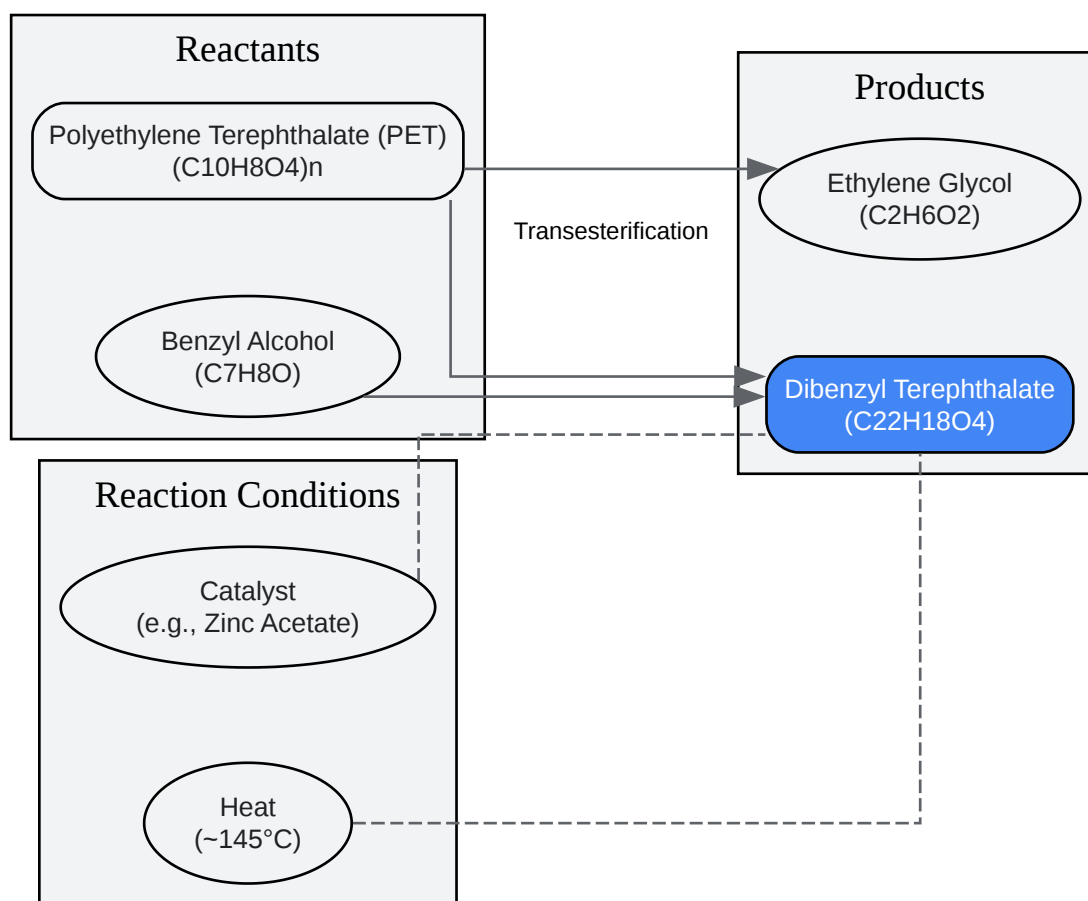 Reactants
Polyethylene Terephthalate (PET)
(C10H8O4)n
Benzyl Alcohol
(C7H8O)
Transesterification
Products
Ethylene Glycol
(C2H6O2)
Dibenzyl Terephthalate
(C22H18O4)
Reaction Conditions
Catalyst
(e.g., Zinc Acetate)
Heat
(~145°C)